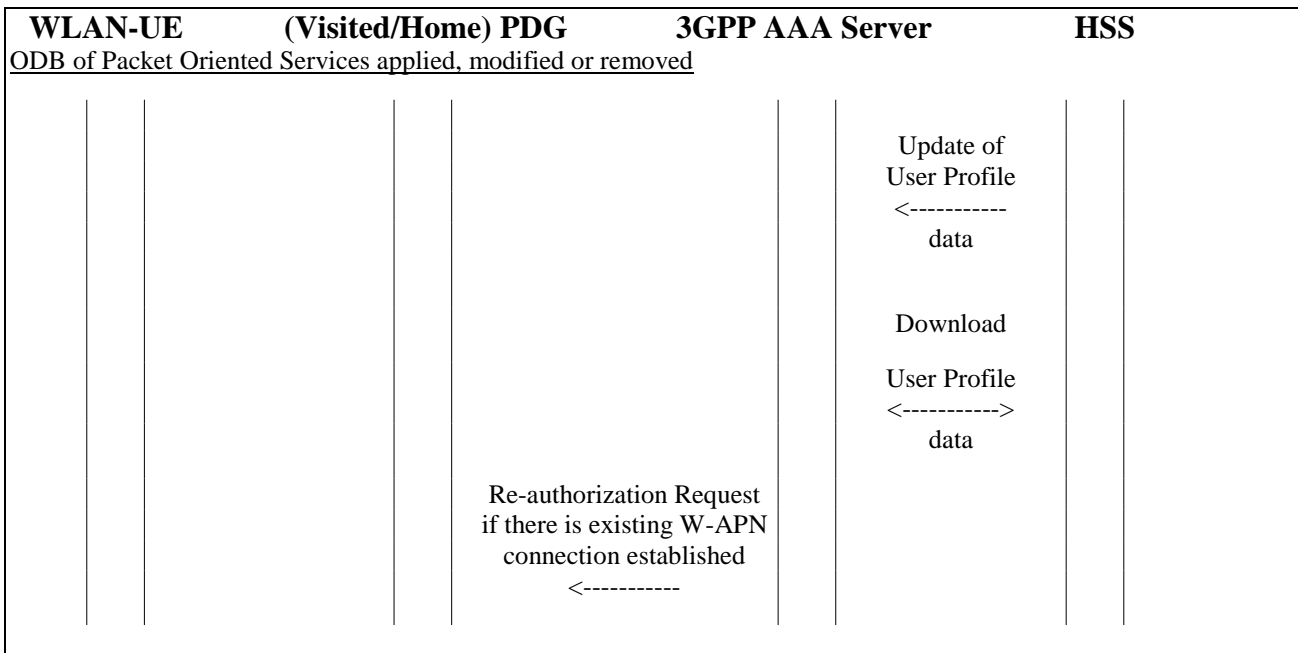 WLAN-UE (Visited/Home) PDG 3GPP AAA Server HSS
ODB of Packet Oriented Services applied, modified or removed
Update of
User Profile
<-----------
data
Download
User Profile
<----------->
data
Re-authorization Request
if there is existing W-APN
connection established
<-----------